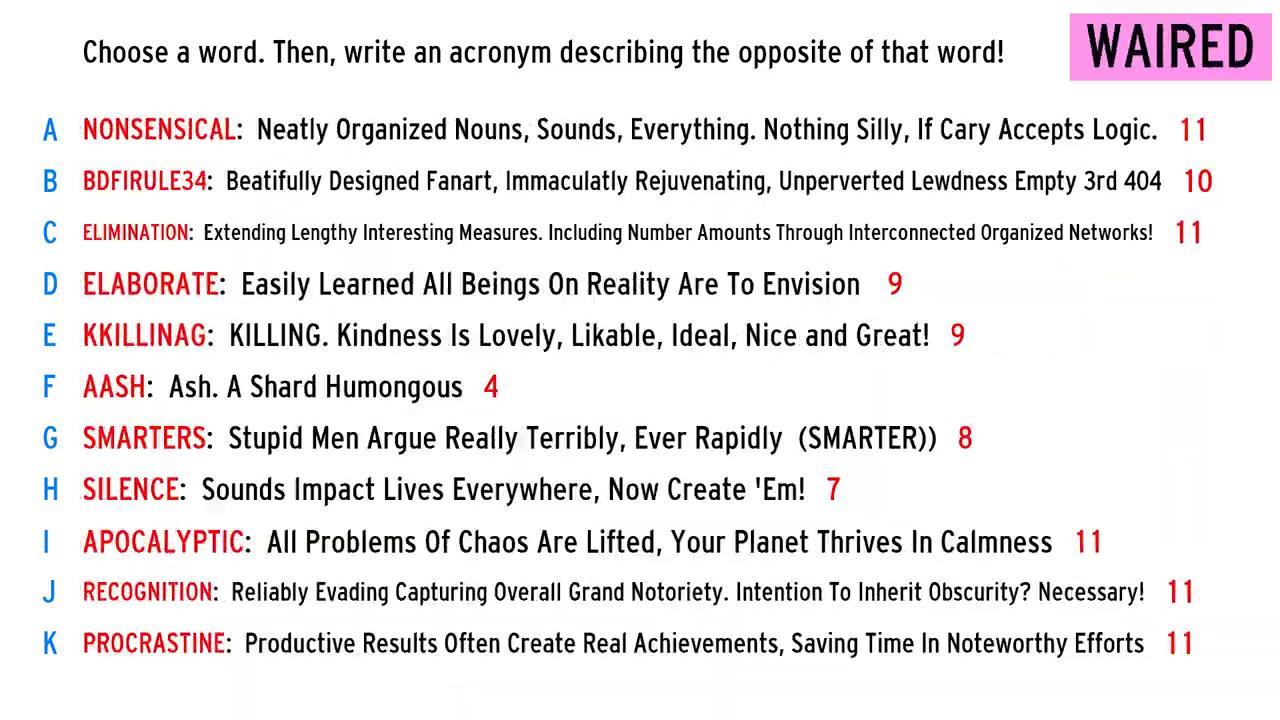 Choose a word. Then, write an acronym describing the opposite of that word!
WAIRED
A NONSENSICAL: Neatly Organized Nouns, Sounds, Everything. Nothing Silly, If Cary Accepts Logic. 11
B BDFIRULE34: Beatifully Designed Fanart, Immaculatly Rejuvenating, Unperverted Lewdness Empty 3rd 404 10
C ELIMINATION: Extending Lengthy Interesting Measures. Including Number Amounts Through Interconnected Organized Networks! 11
D ELABORATE: Easily Learned All Beings On Reality Are To Envision 9
E KKILLINAG: KILLING. Kindness Is Lovely, Likable, Ideal, Nice and Great! 9
F AASH: Ash. A Shard Humongous 4
G SMARTERS: Stupid Men Argue Really Terribly, Ever Rapidly (SMARTER)) 8
H SILENCE: Sounds Impact Lives Everywhere, Now Create 'Em! 7
I APOCALYPTIC: All Problems Of Chaos Are Lifted, Your Planet Thrives In Calmness 11
J RECOGNITION: Reliably Evading Capturing Overall Grand Notoriety. Intention To Inherit Obscurity? Necessary! 11
K PROCRASTINE: Productive Results Often Create Real Achievements, Saving Time In Noteworthy Efforts 11